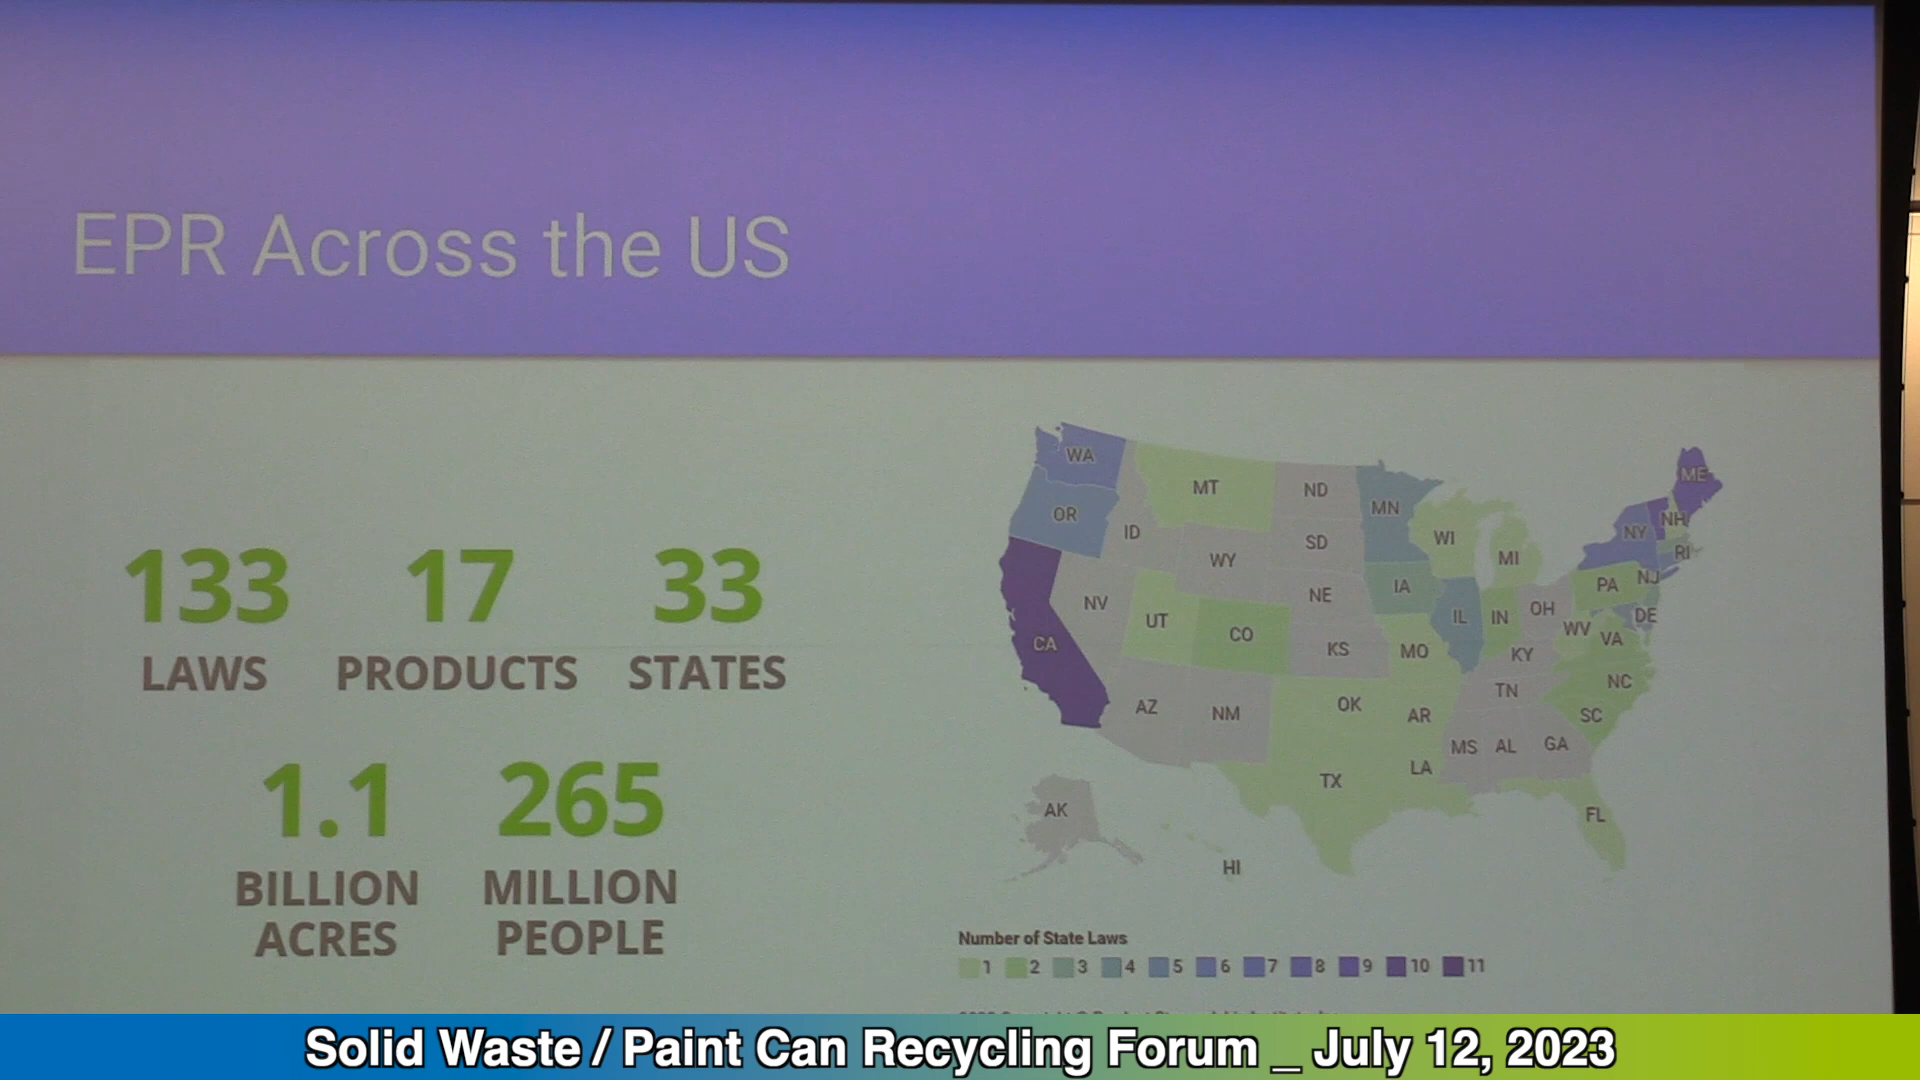 EPR Across the US
133
LAWS
17
PRODUCTS
33
STATES
1.1
BILLION
ACRES
265
MILLION
PEOPLE
WA
OR
CA
ID
NV
MT
WY
UT
CO
AZ
NM
ND
SD
NE
KS
OK
TX
MN
IA
MO
AR
LA
WI
IL
MI
IN
OH
KY
TN
MS
AL
GA
FL
SC
NC
VA
WV
PA
NY
NJ
DE
RI
NH
ME
AK
HI
Number of State Laws
1 2 3 4 5 6 7 8 9 10 11
Solid Waste / Paint Can Recycling Forum _ July 12, 2023